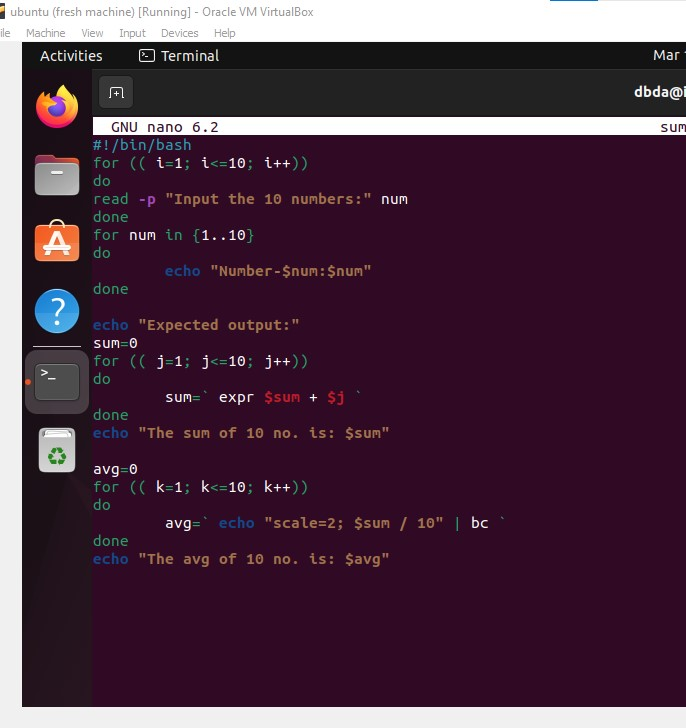 ubuntu (fresh machine) [Running] - Oracle VM VirtualBox
ile Machine View Input Devices Help
Activities Terminal Mar
dbda@i
GNU nano 6.2 sum
#!/bin/bash
for (( i=1; i<=10; i++))
do
read -p "Input the 10 numbers:" num
done
for num in {1..10}
do
        echo "Number-$num:$num"
done

echo "Expected output:"
sum=0
for (( j=1; j<=10; j++))
do
        sum=` expr $sum + $j `
done
echo "The sum of 10 no. is: $sum"

avg=0
for (( k=1; k<=10; k++))
do
        avg=` echo "scale=2; $sum / 10" | bc `
done
echo "The avg of 10 no. is: $avg"